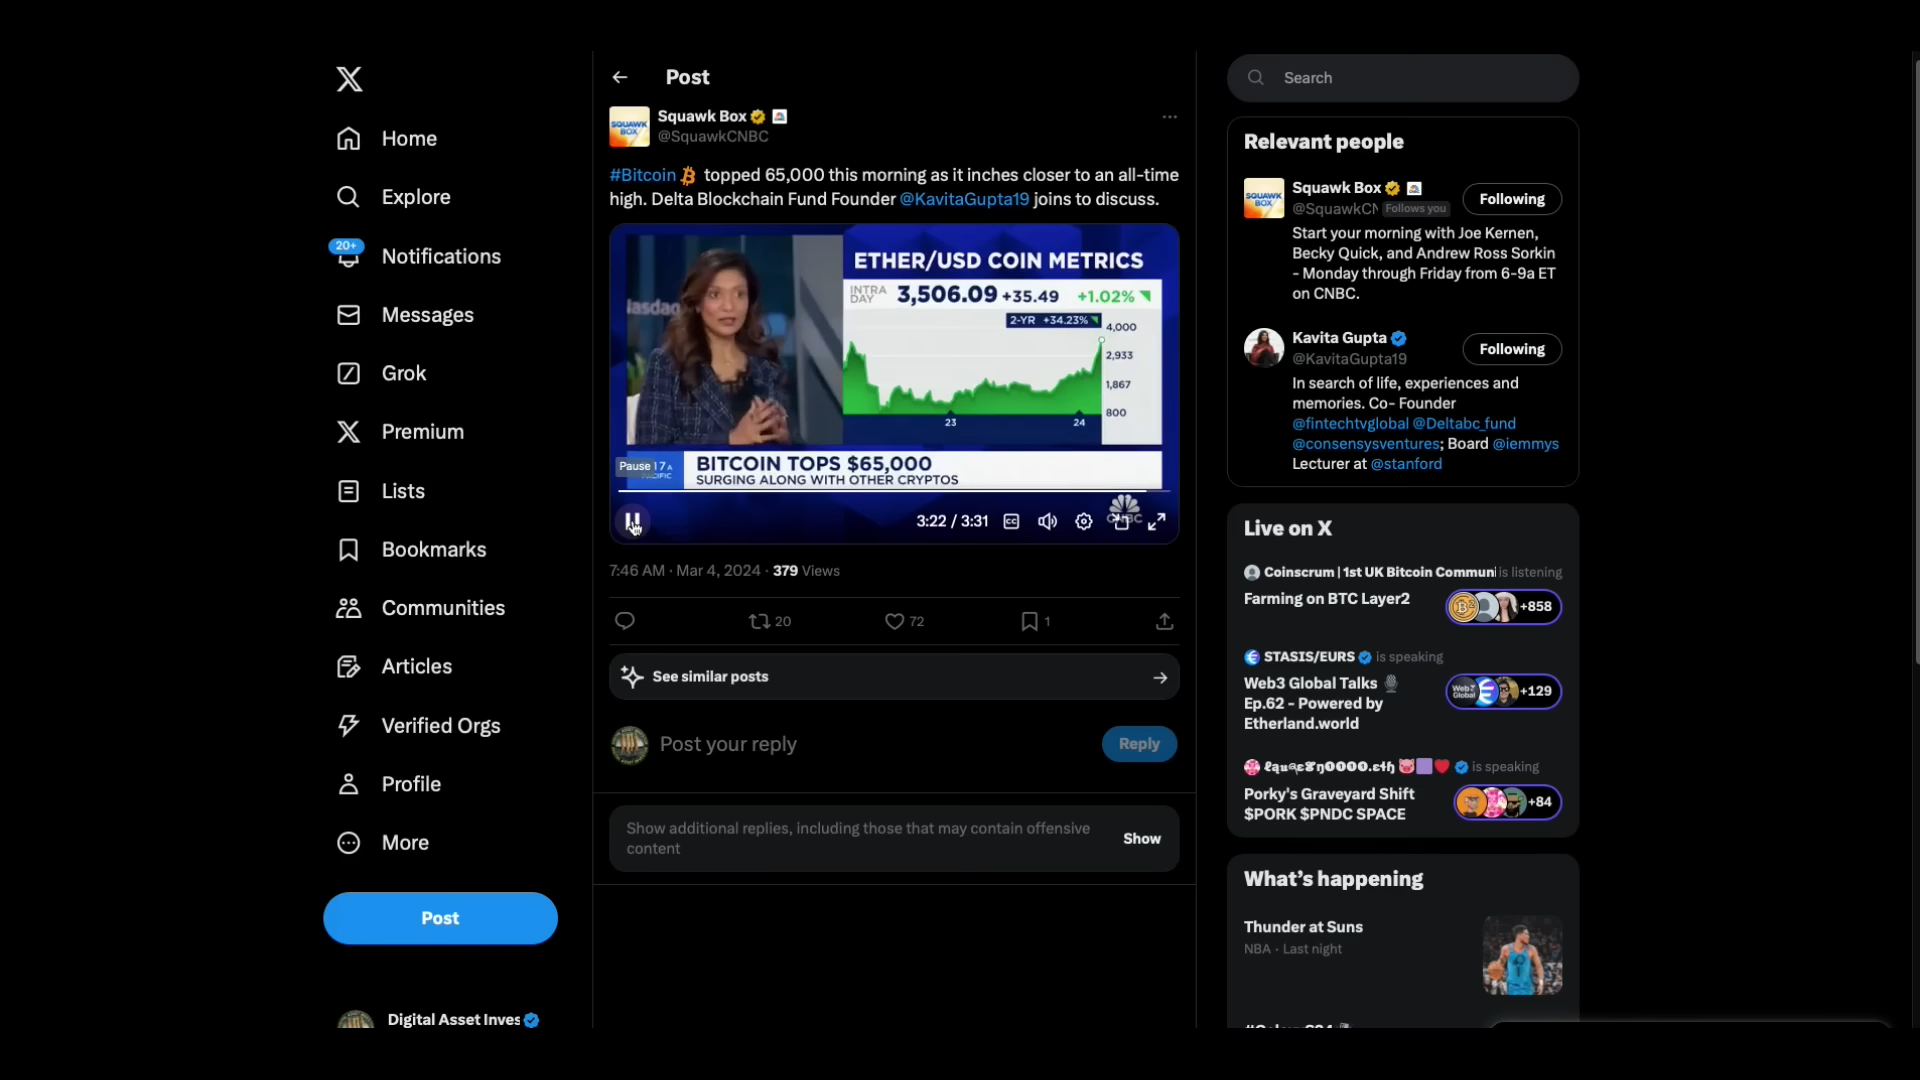 Home
Explore
20+
Notifications
Messages
Grok
Premium
Lists
Bookmarks
Communities
Articles
Verified Orgs
Profile
More
Post
Digital Asset Inves
Post
SQUAWK BOX
Squawk Box
@SquawkCNBC
#Bitcoin topped 65,000 this morning as it inches closer to an all-time
high. Delta Blockchain Fund Founder @KavitaGupta19 joins to discuss.
Nasdaq
ETHER/USD COIN METRICS
INTRA DAY 3,506.09 +35.49 +1.02%
2-YR +34.23%
4,000
2,933
1,867
800
23 24
Pause
BITCOIN TOPS $65,000
SURGING ALONG WITH OTHER CRYPTOS
CNBC
3:22 / 3:31
7:46 AM · Mar 4, 2024 · 379 Views
20 72 1
See similar posts
Post your reply
Reply
Show additional replies, including those that may contain offensive
content
Show
Search
Relevant people
SQUAWK BOX
Squawk Box
Following
@SquawkCN Follows you
Start your morning with Joe Kernen,
Becky Quick, and Andrew Ross Sorkin
- Monday through Friday from 6-9a ET
on CNBC.
Kavita Gupta
@KavitaGupta19
Following
In search of life, experiences and
memories. Co- Founder
@fintechtvglobal @Deltabc_fund
@consensysventures; Board @iemmys
Lecturer at @stanford
Live on X
Coinscrum | 1st UK Bitcoin Commun is listening
Farming on BTC Layer2
+858
STASIS/EURS is speaking
Web3 Global Talks
Ep.62 - Powered by
Etherland.world
Web3 Global
+129
is speaking
Porky's Graveyard Shift
$PORK $PNDC SPACE
+84
What's happening
Thunder at Suns
NBA · Last night